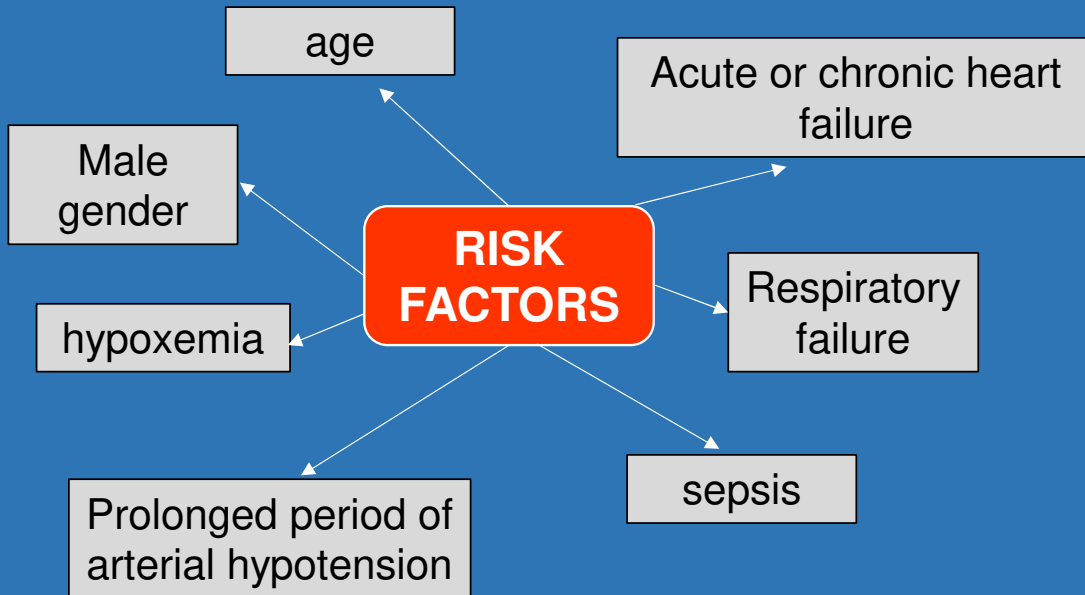 age
Acute or chronic heart
failure
Male
gender
RISK
FACTORS
Respiratory
failure
hypoxemia
sepsis
Prolonged period of
arterial hypotension